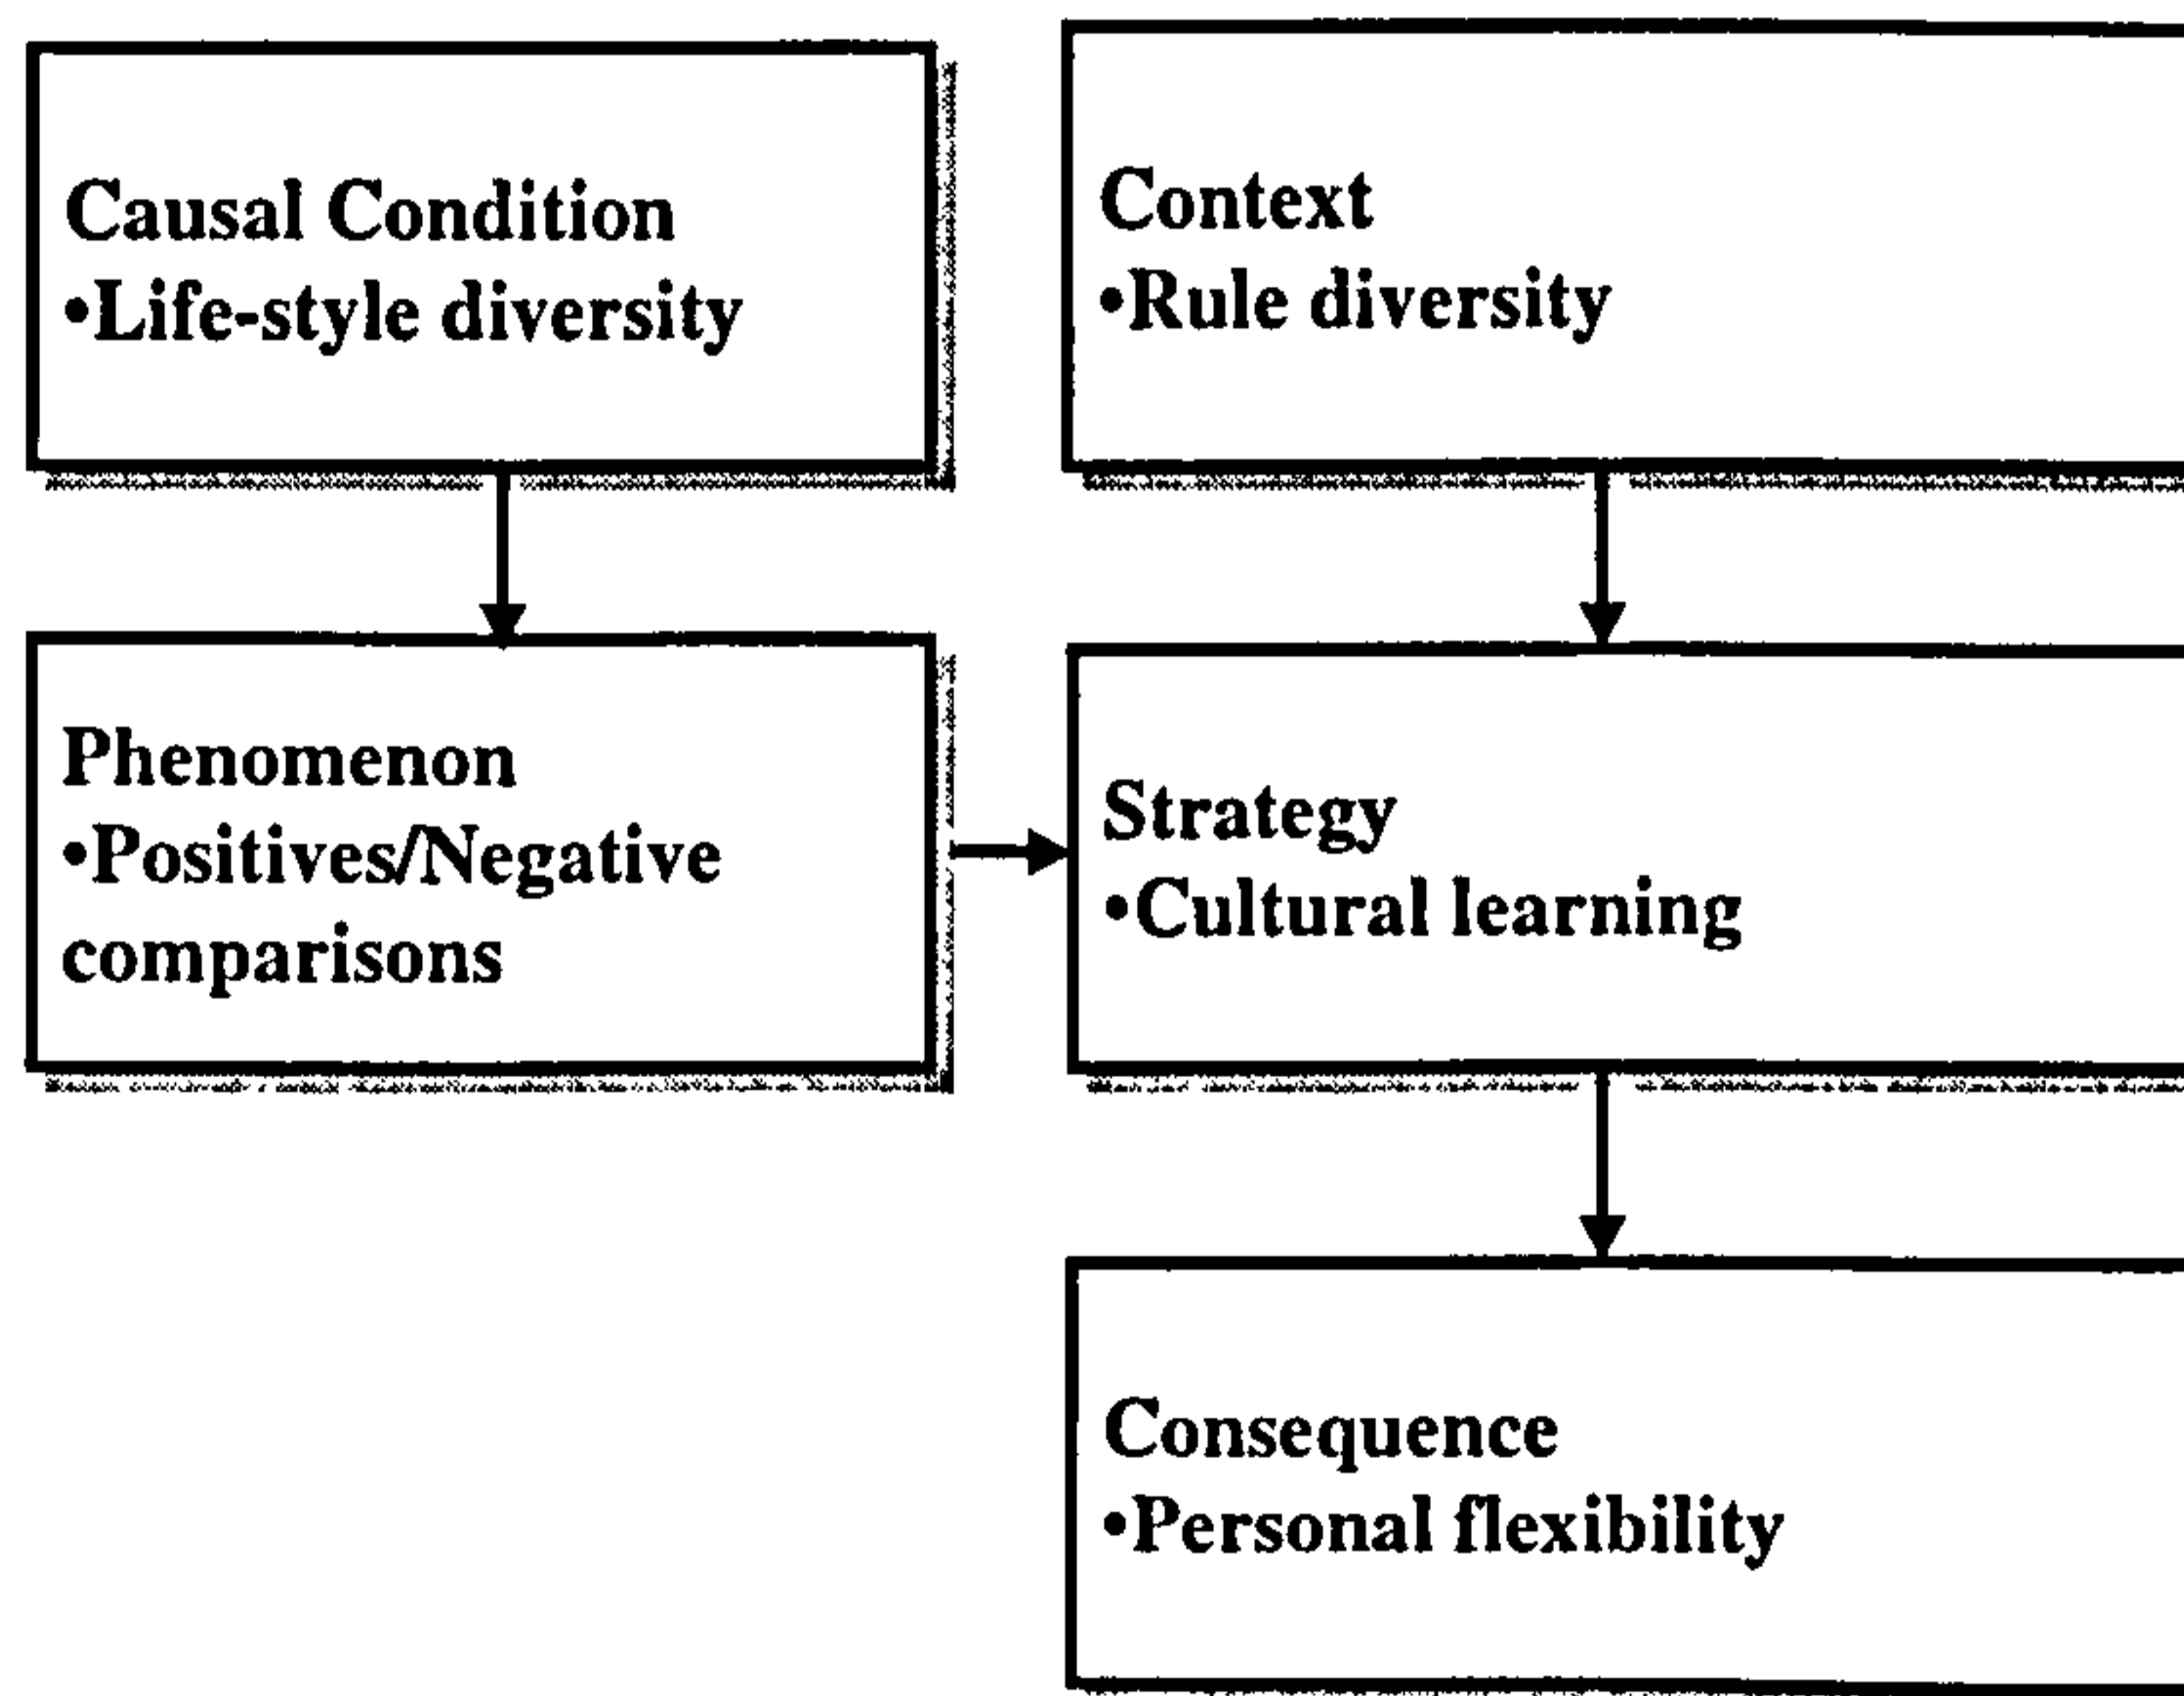 Causal Condition
•Life-style diversity
Context
•Rule diversity
Phenomenon
•Positives/Negative
comparisons
Strategy
•Cultural learning
Consequence
•Personal flexibility